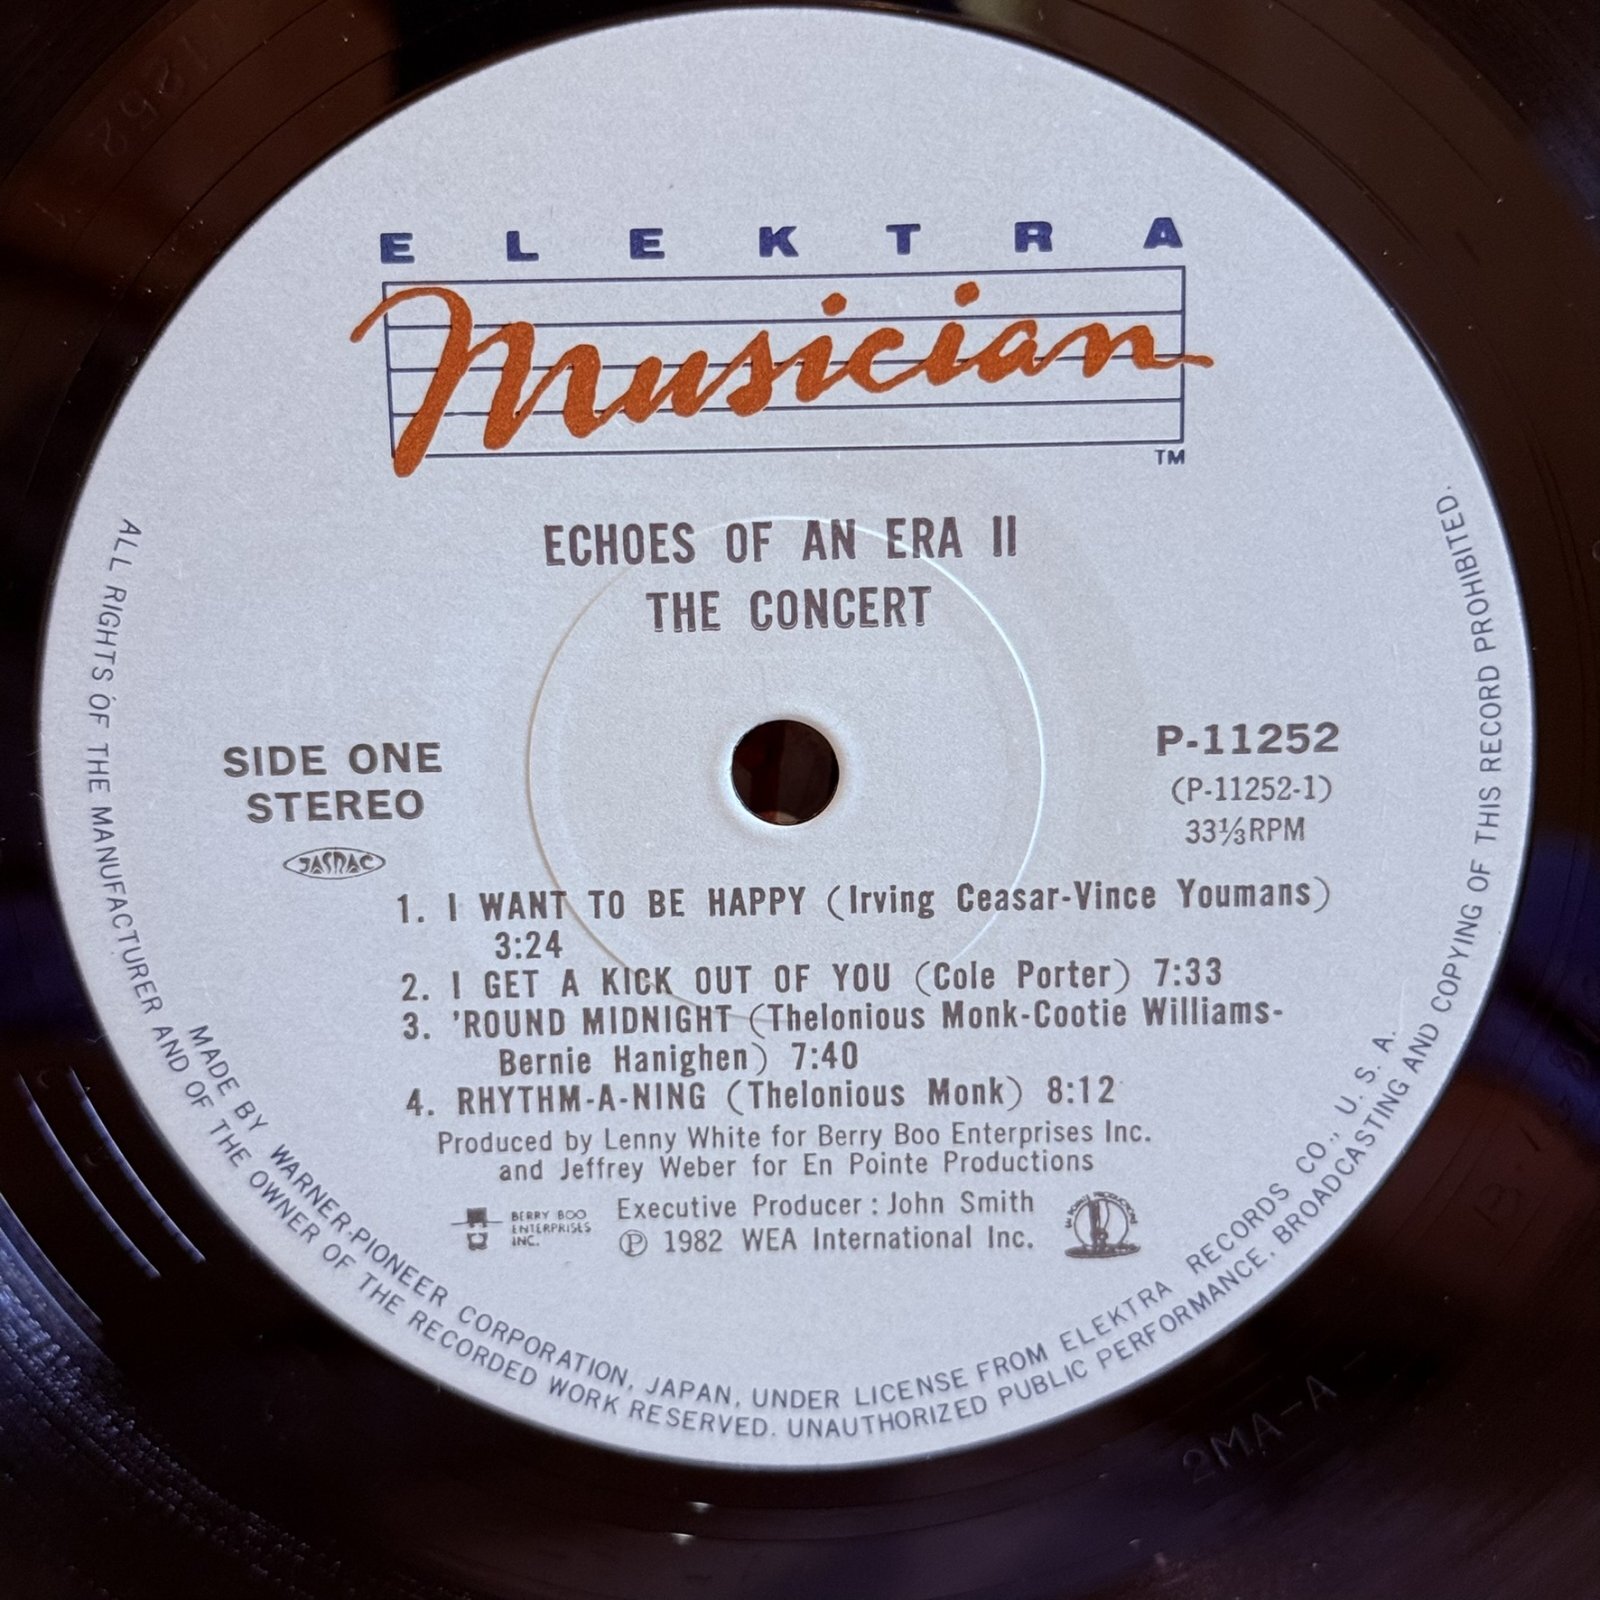 ELEKTRA
Musician
TM
ECHOES OF AN ERA II
THE CONCERT
SIDE ONE
STEREO
JASRAC
P-11252
(P-11252-1)
33⅓RPM
1. I WANT TO BE HAPPY (Irving Ceasar-Vince Youmans)
3:24
2. I GET A KICK OUT OF YOU (Cole Porter) 7:33
3. 'ROUND MIDNIGHT (Thelonious Monk-Cootie Williams-
Bernie Hanighen) 7:40
4. RHYTHM-A-NING (Thelonious Monk) 8:12
Produced by Lenny White for Berry Boo Enterprises Inc.
and Jeffrey Weber for En Pointe Productions
BERRY BOO
ENTERPRISES
INC.
Executive Producer : John Smith
Ⓟ 1982 WEA International Inc.
MADE BY WARNER-PIONEER CORPORATION, JAPAN, UNDER LICENSE FROM ELEKTRA RECORDS CO., U. S. A.
ALL RIGHTS OF THE MANUFACTURER AND OF THE OWNER OF THE RECORDED WORK RESERVED. UNAUTHORIZED PUBLIC PERFORMANCE, BROADCASTING AND COPYING OF THIS RECORD PROHIBITED.
2MA-A